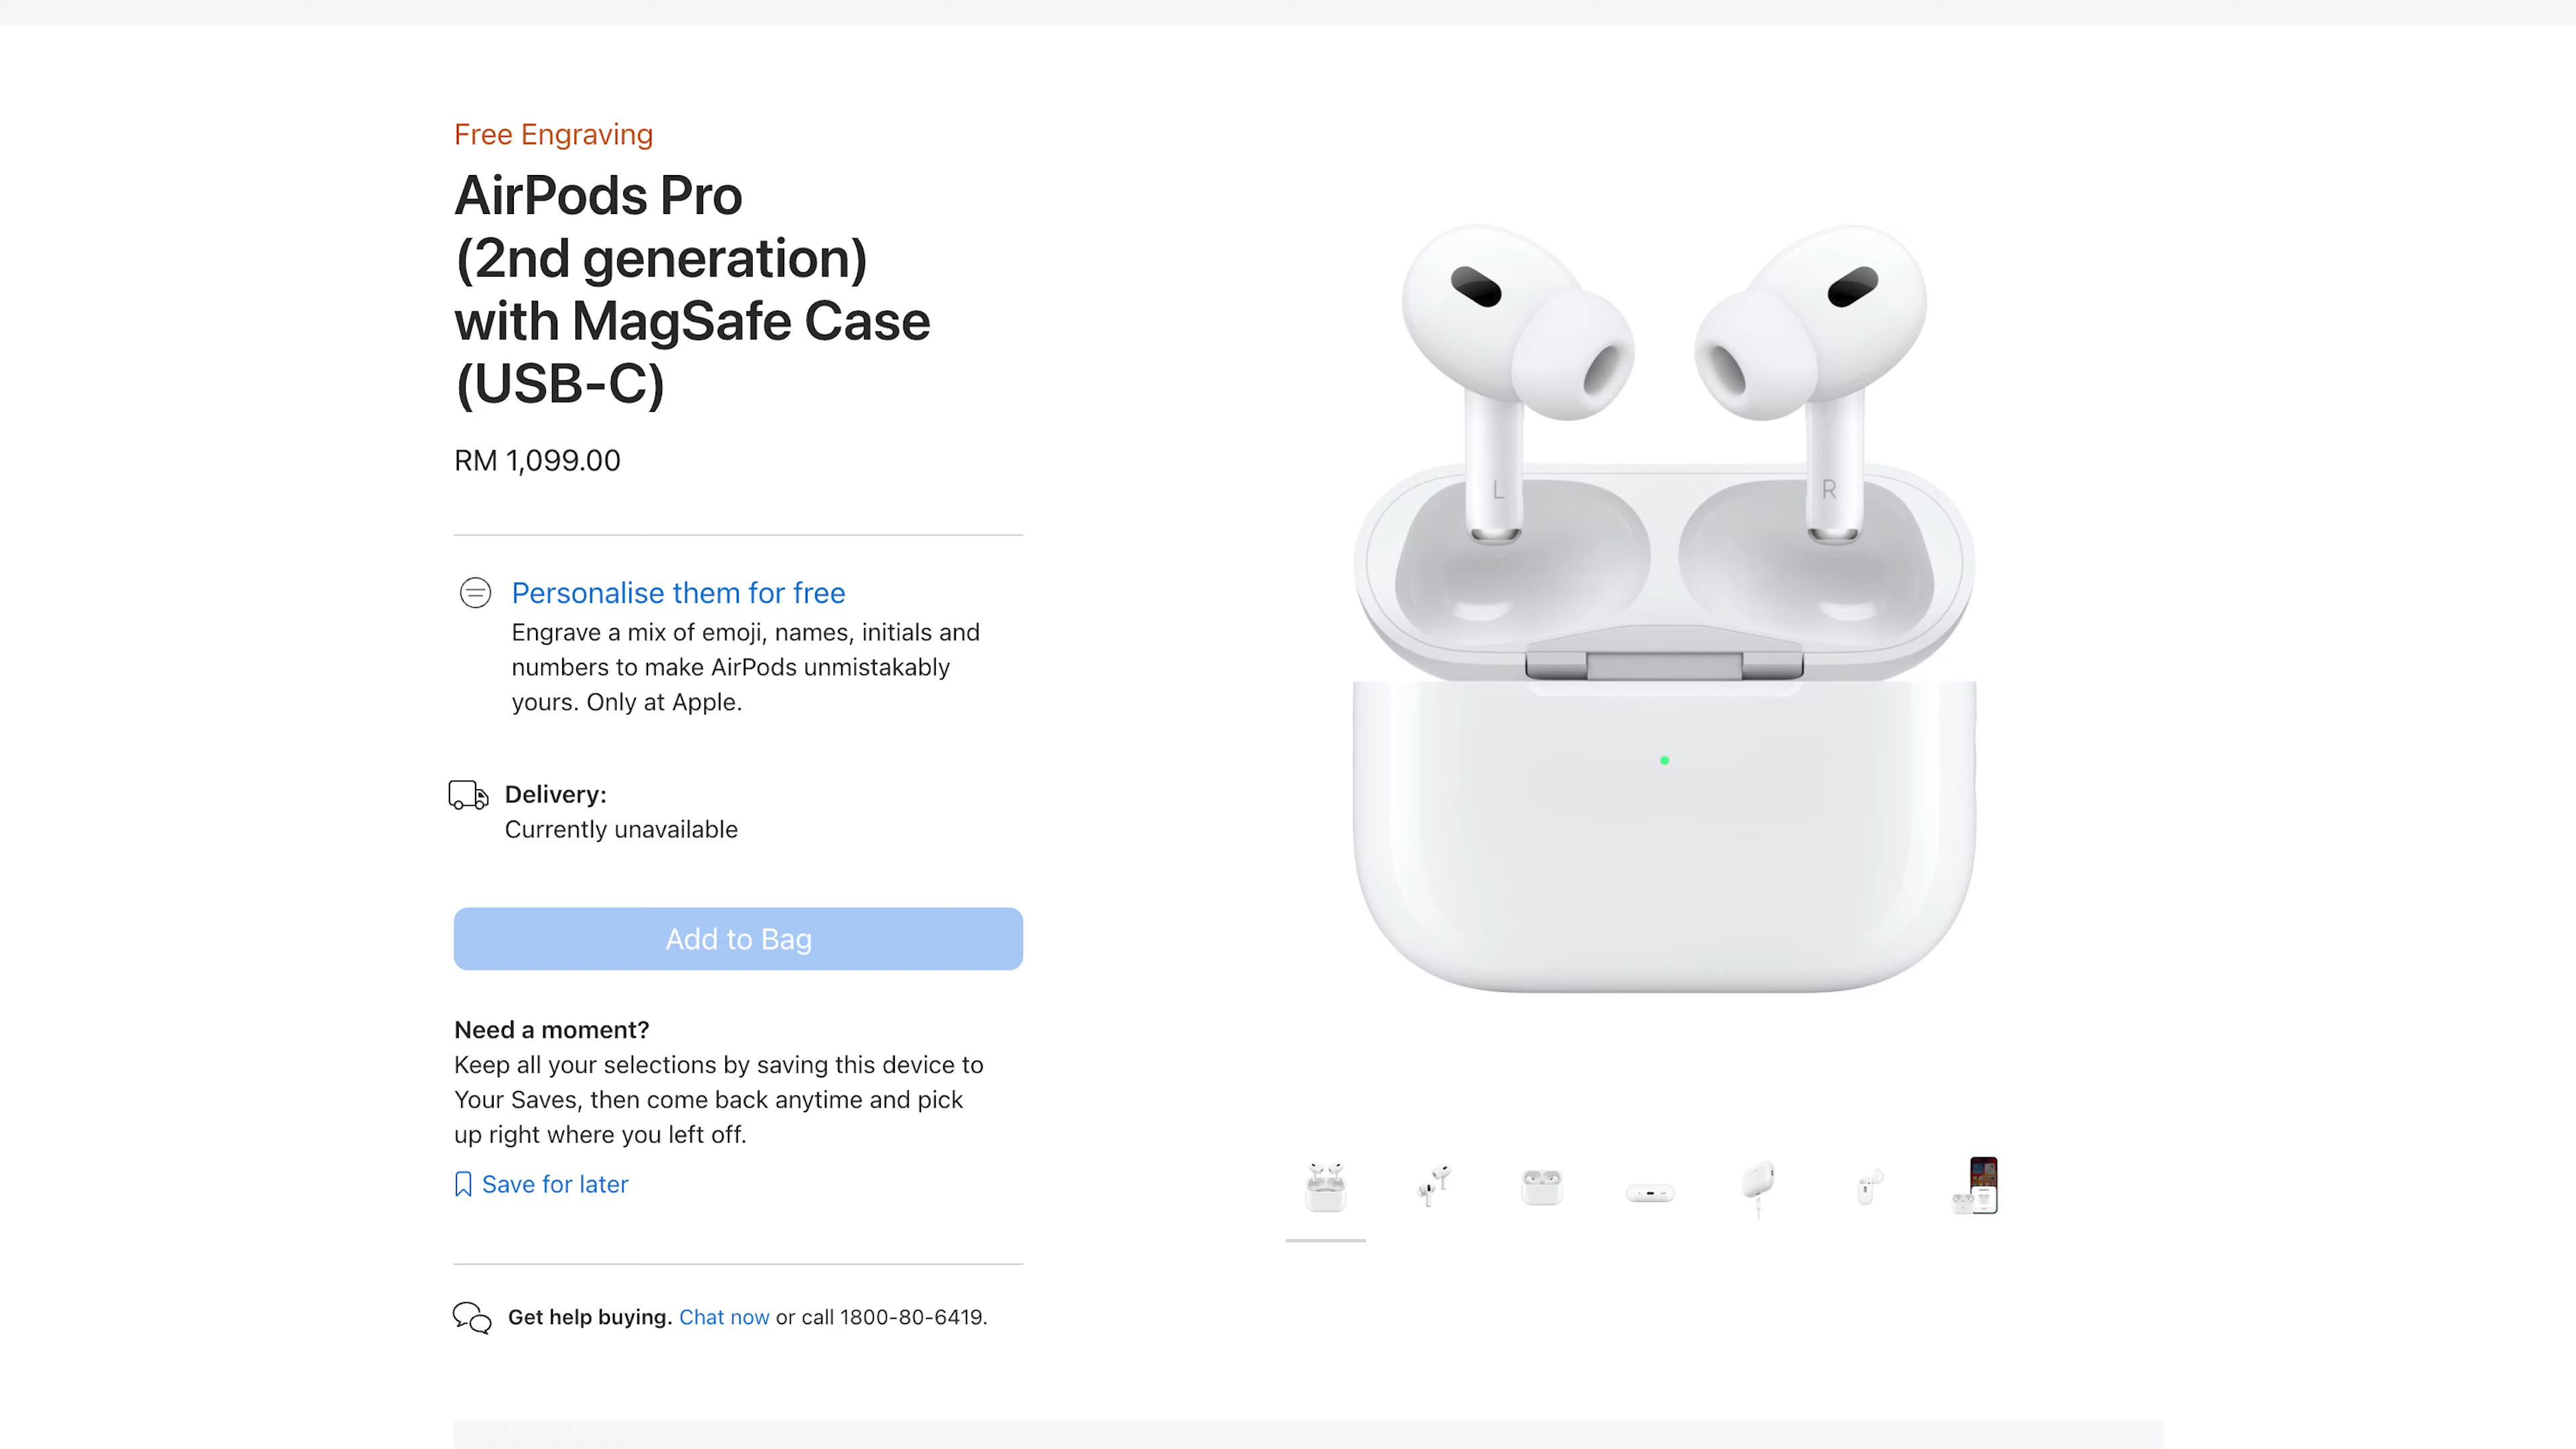 Free Engraving
AirPods Pro
(2nd generation)
with MagSafe Case
(USB-C)
RM 1,099.00
Personalise them for free
Engrave a mix of emoji, names, initials and
numbers to make AirPods unmistakably
yours. Only at Apple.
Delivery:
Currently unavailable
Add to Bag
Need a moment?
Keep all your selections by saving this device to
Your Saves, then come back anytime and pick
up right where you left off.
Save for later
Get help buying. Chat now or call 1800-80-6419.
L
R